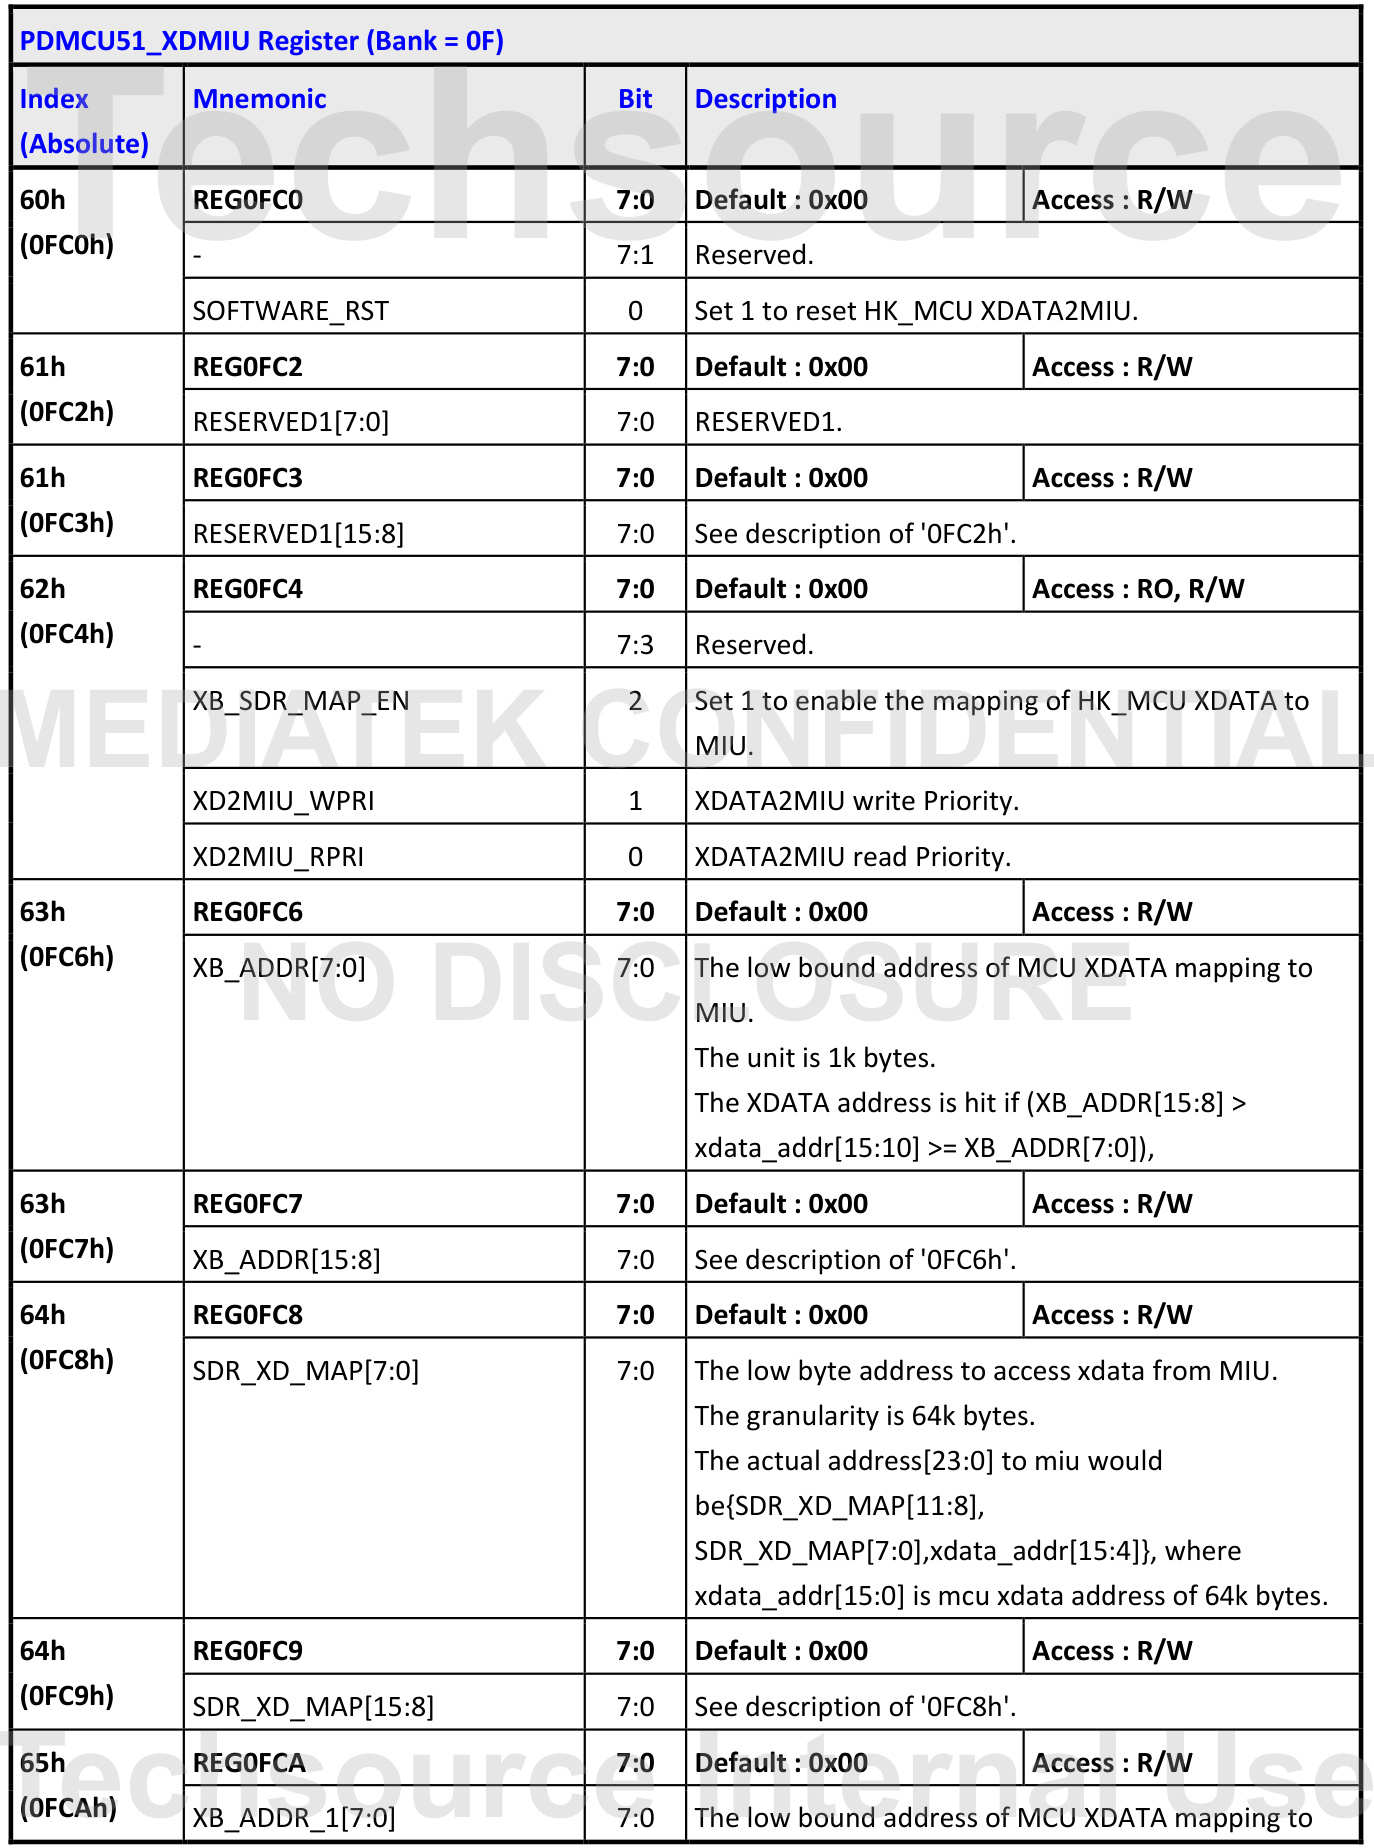 PDMCU51_XDMIU Register (Bank = 0F)
Index (Absolute) Mnemonic Bit Description
Techsource
60h (0FC0h) REG0FC0 7:0 Default : 0x00 Access : R/W
- 7:1 Reserved.
SOFTWARE_RST 0 Set 1 to reset HK_MCU XDATA2MIU.
61h (0FC2h) REG0FC2 7:0 Default : 0x00 Access : R/W
RESERVED1[7:0] 7:0 RESERVED1.
61h (0FC3h) REG0FC3 7:0 Default : 0x00 Access : R/W
RESERVED1[15:8] 7:0 See description of '0FC2h'.
62h (0FC4h) REG0FC4 7:0 Default : 0x00 Access : RO, R/W
- 7:3 Reserved.
XB_SDR_MAP_EN 2 Set 1 to enable the mapping of HK_MCU XDATA to
MIU.
MEDIATEK CONFIDENTIAL
XD2MIU_WPRI 1 XDATA2MIU write Priority.
XD2MIU_RPRI 0 XDATA2MIU read Priority.
63h (0FC6h) REG0FC6 7:0 Default : 0x00 Access : R/W
XB_ADDR[7:0] 7:0 The low bound address of MCU XDATA mapping to
MIU.
NO DISCLOSURE
The unit is 1k bytes.
The XDATA address is hit if (XB_ADDR[15:8] >
xdata_addr[15:10] >= XB_ADDR[7:0]),
63h (0FC7h) REG0FC7 7:0 Default : 0x00 Access : R/W
XB_ADDR[15:8] 7:0 See description of '0FC6h'.
64h (0FC8h) REG0FC8 7:0 Default : 0x00 Access : R/W
SDR_XD_MAP[7:0] 7:0 The low byte address to access xdata from MIU.
The granularity is 64k bytes.
The actual address[23:0] to miu would
be{SDR_XD_MAP[11:8],
SDR_XD_MAP[7:0],xdata_addr[15:4]}, where
xdata_addr[15:0] is mcu xdata address of 64k bytes.
64h (0FC9h) REG0FC9 7:0 Default : 0x00 Access : R/W
SDR_XD_MAP[15:8] 7:0 See description of '0FC8h'.
65h (0FCAh) REG0FCA 7:0 Default : 0x00 Access : R/W
Techsource Internal Use
XB_ADDR_1[7:0] 7:0 The low bound address of MCU XDATA mapping to